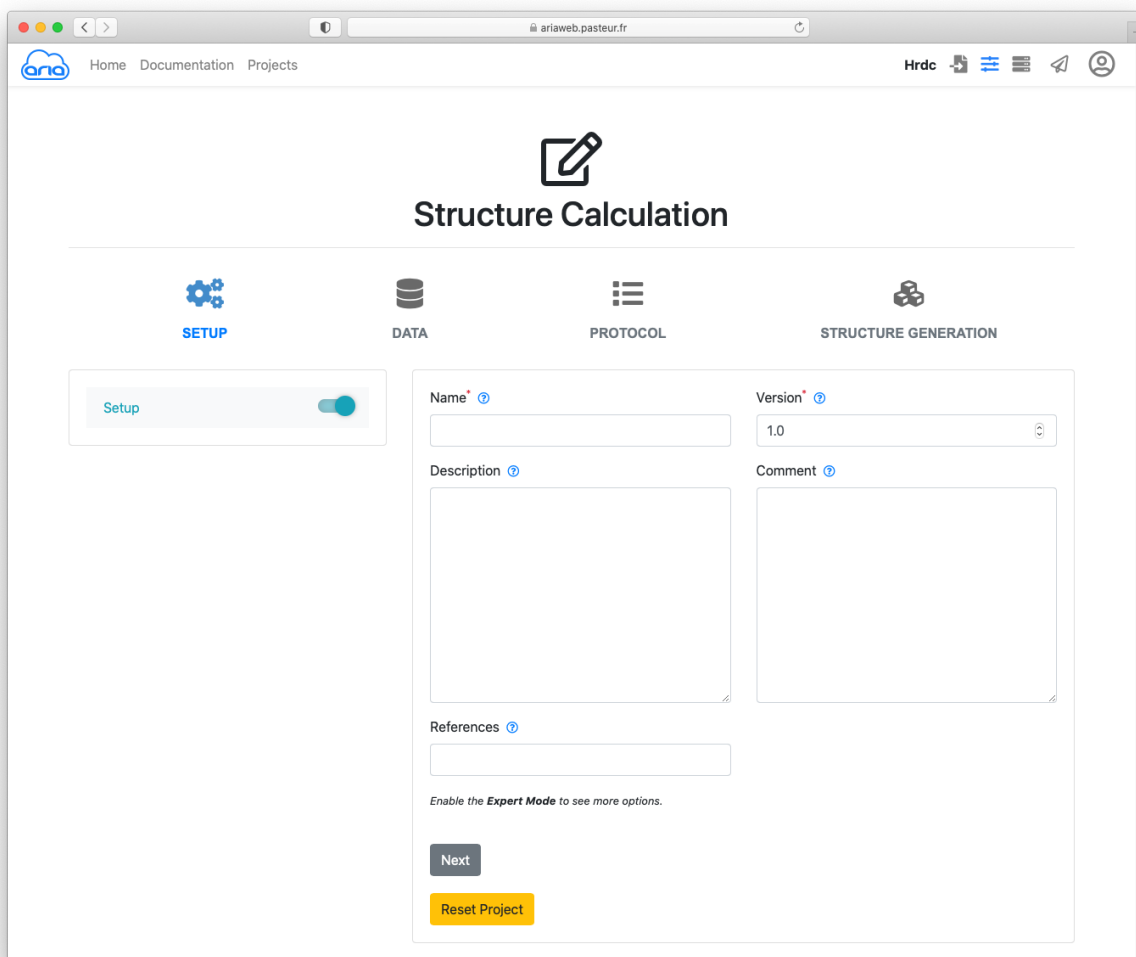 ariaweb.pasteur.fr
aria Home Documentation Projects Hrdc
Structure Calculation
SETUP DATA PROTOCOL STRUCTURE GENERATION
Setup
Name* ? Version* ?
1.0
Description ? Comment ?
References ?
Enable the Expert Mode to see more options.
Next
Reset Project